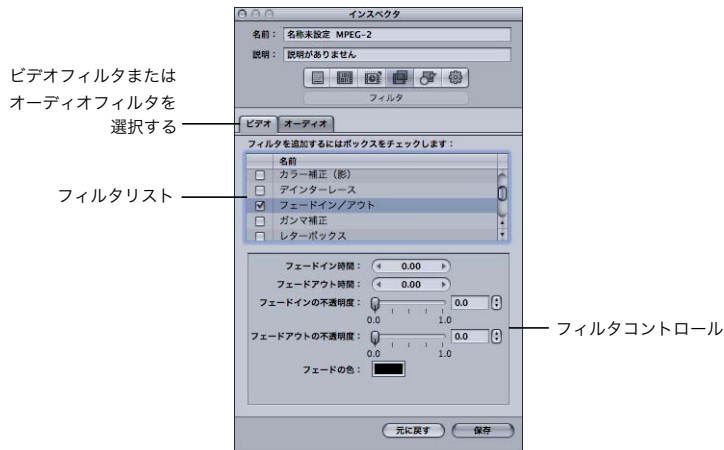 インスペクタ
名前： 名称未設定 MPEG-2
説明： 説明がありません
フィルタ
ビデオフィルタまたは
オーディオフィルタを
選択する
ビデオ オーディオ
フィルタを追加するにはボックスをチェックします：
名前
カラー補正（影）
デインターレース
フェードイン／アウト
ガンマ補正
レターボックス
フィルタリスト
フェードイン時間： 0.00
フェードアウト時間： 0.00
フェードインの不透明度： 0.0
0.0 1.0
フェードアウトの不透明度： 0.0
0.0 1.0
フェードの色：
フィルタコントロール
元に戻す 保存